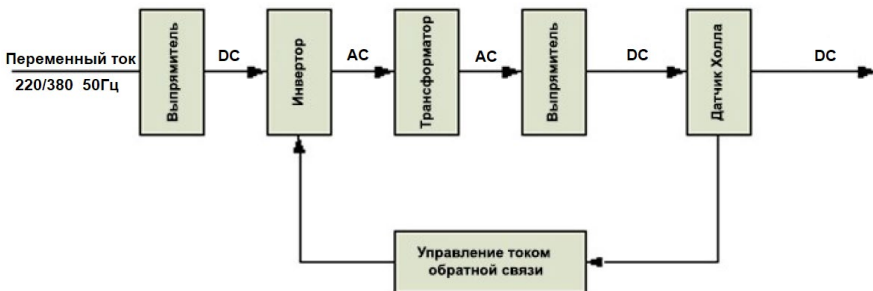 Переменный ток
220/380 50Гц
Выпрямитель
DC
Инвертор
AC
Трансформатор
AC
Выпрямитель
DC
Датчик Холла
DC
Управление током
обратной связи